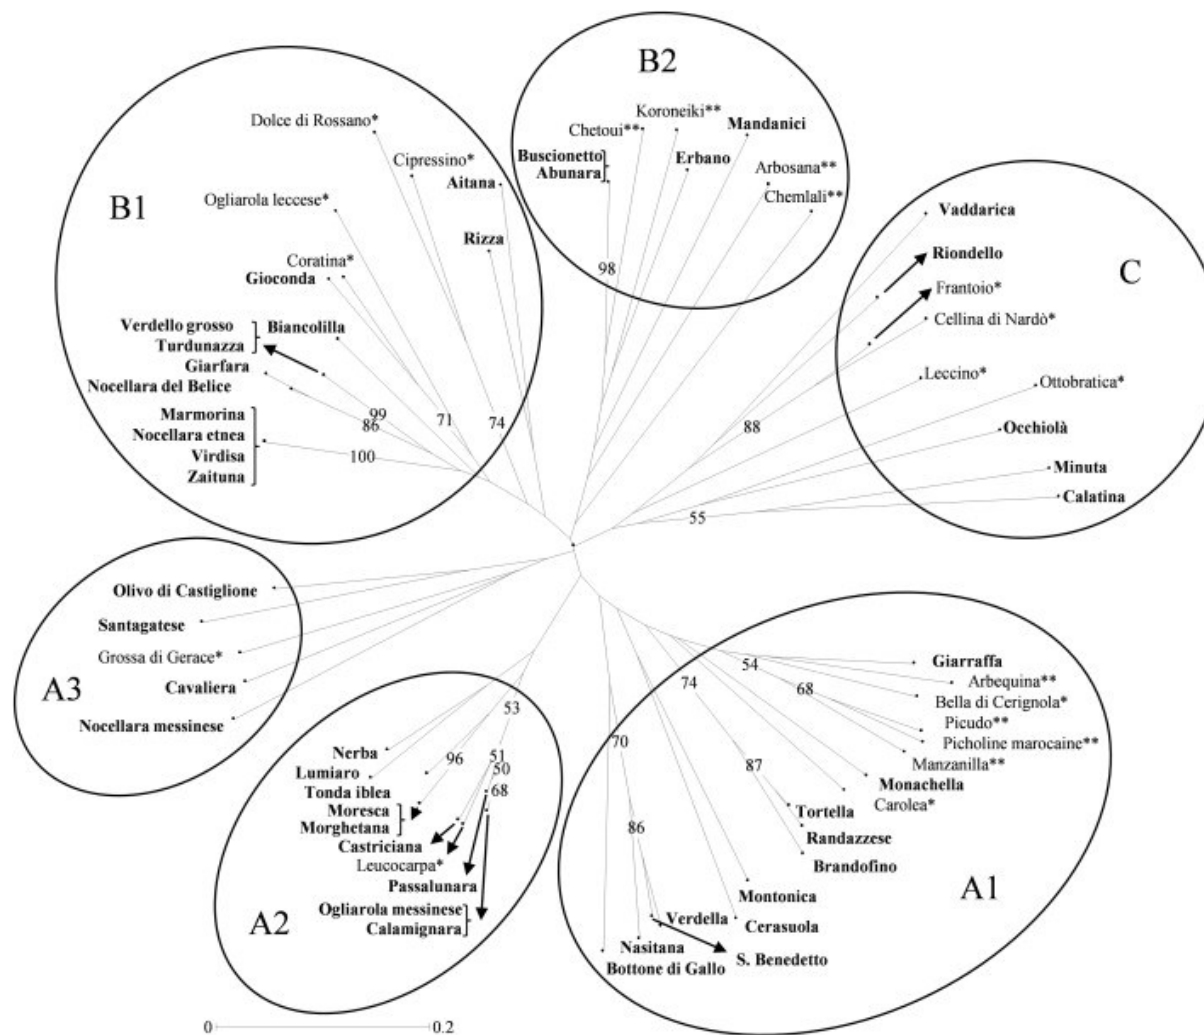 B2
Koroneiki**
Chetoui**
Mandanici
Buscionetto
Abunara
Erbano
Arbosana**
Chemlali**
98
B1
Dolce di Rossano*
Cipressino*
Aitana
Ogliarola leccese*
Rizza
Coratina*
Gioconda
Verdello grosso
Turdunazza
Biancolilla
Giarfara
Nocellara del Belice
Marmorina
Nocellara etnea
Virdisa
Zaituna
99
86
100
71
74
C
Vaddarica
Riondello
Frantoio*
Cellina di Nardò*
Leccino*
Ottobratica*
Occhiolà
Minuta
Calatina
88
55
A3
Olivo di Castiglione
Santagatese
Grossa di Gerace*
Cavaliera
Nocellara messinese
A2
Nerba
Lumiaro
Tonda iblea
Moresca
Morghetana
Castriciana
Leucocarpa*
Passalunara
Ogliarola messinese
Calamignara
53
96
51
50
68
A1
Giarraffa
Arbequina**
Bella di Cerignola*
Picudo**
Picholine marocaine**
Manzanilla**
Monachella
Carolea*
Tortella
Randazzese
Brandofino
Montonica
Cerasuola
Verdella
Nasitana
S. Benedetto
Bottone di Gallo
54
74
68
70
87
86
0
0.2